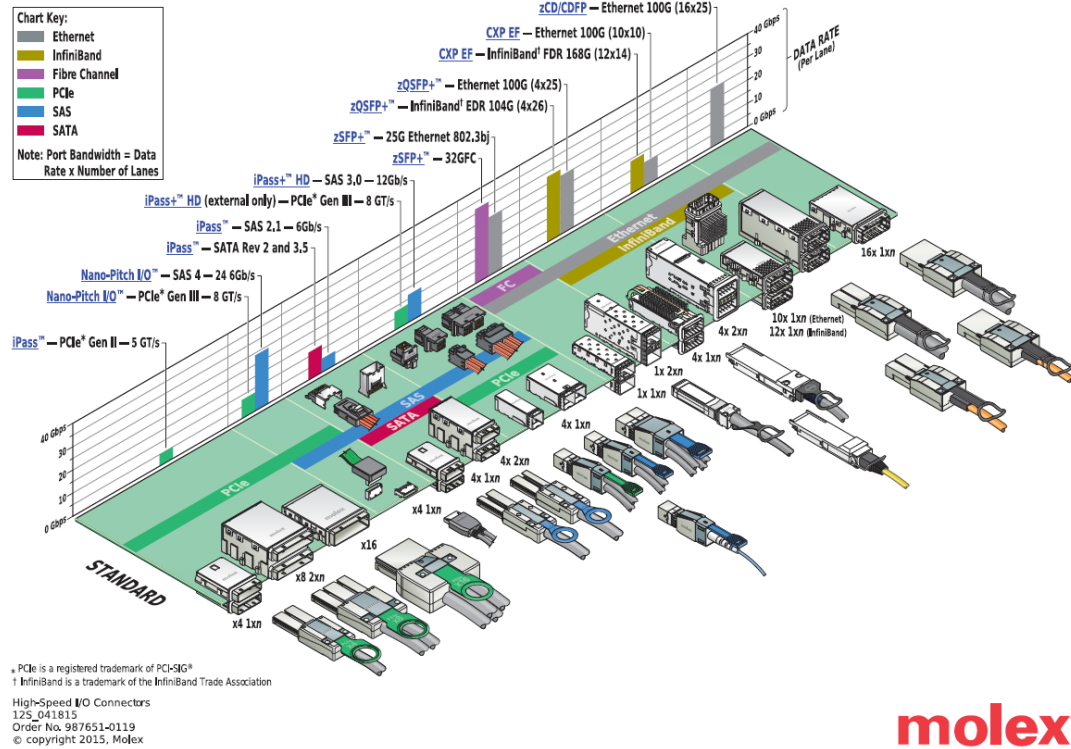 Chart Key:
Ethernet
InfiniBand
Fibre Channel
PCIe
SAS
SATA
Note: Port Bandwidth = Data
Rate x Number of Lanes
zCD/CDFP — Ethernet 100G (16x25)
CXP EF — Ethernet 100G (10x10)
CXP EF — InfiniBand† FDR 168G (12x14)
zQSFP+™ — Ethernet 100G (4x25)
zQSFP+™ — InfiniBand† EDR 104G (4x26)
zSFP+™ — 25G Ethernet 802.3bj
zSFP+™ — 32GFC
iPass+™ HD — SAS 3,0 — 12Gb/s
iPass+™ HD (external only) — PCIe* Gen III — 8 GT/s
iPass™ — SAS 2,1 — 6Gb/s
iPass™ — SATA Rev 2 and 3,5
Nano-Pitch I/O™ — SAS 4 — 24 6Gb/s
Nano-Pitch I/O™ — PCIe* Gen III — 8 GT/s
iPass™ — PCIe* Gen II — 5 GT/s
40 Gbps
30
20
10
0 Gbps
DATA RATE
(Per Lane)
40 Gbps
30
20
10
0 Gbps
Ethernet
InfiniBand
FC
PCIe
SAS
SATA
PCIe
STANDARD
16x 1xn
10x 1xn (Ethernet)
12x 1xn (InfiniBand)
4x 2xn
4x 1xn
1x 2xn
1x 1xn
4x 1xn
4x 2xn
4x 1xn
x4 1xn
x16
x8 2xn
x4 1xn
molex
* PCIe is a registered trademark of PCI-SIG®
† InfiniBand is a trademark of the InfiniBand Trade Association
High-Speed I/O Connectors
12S_041815
Order No. 987651-0119
© copyright 2015, Molex
molex